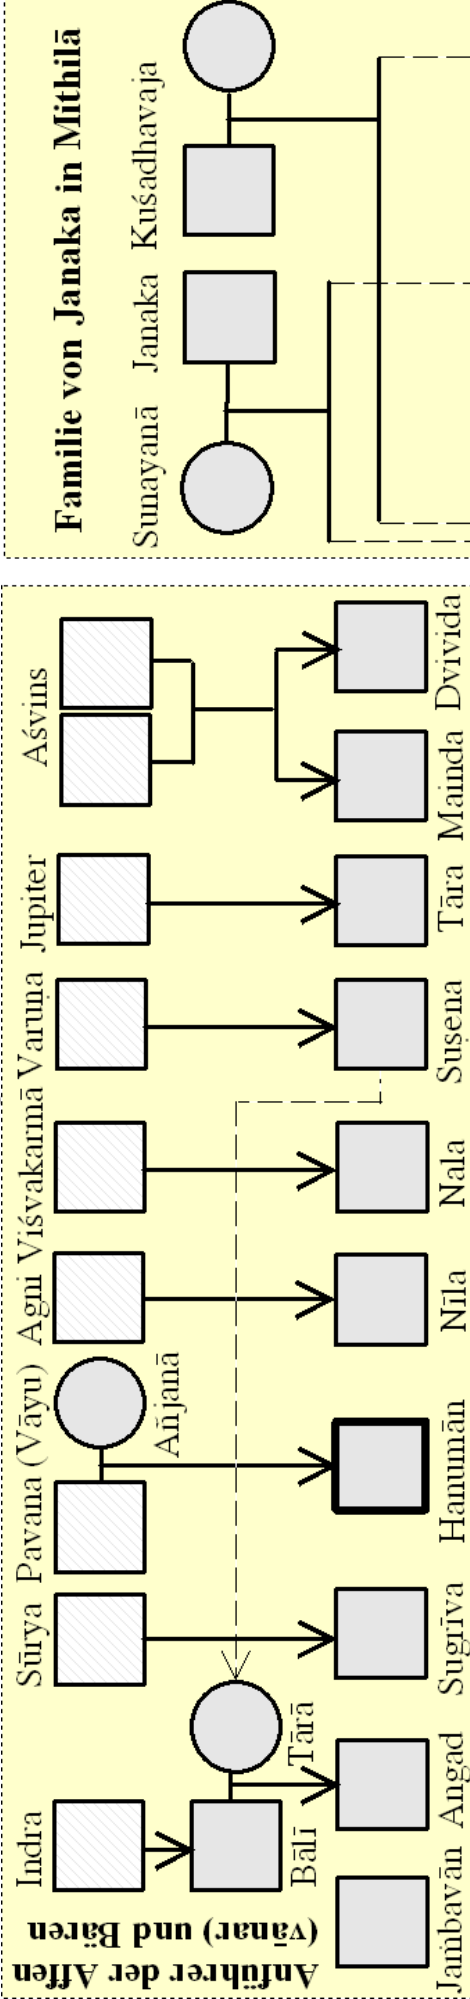 Anführer der Affen
(vānar) und Bären
Indra
Sūrya
Pavana (Vāyu)
Agni
Viśvakarmā
Varuṇa
Jupiter
Aśvins
Bālī
Tārā
Añjanā
Jaṁbavān
Angad
Sugrīva
Hanumān
Nīla
Nala
Suṣena
Tāra
Mainda
Dvivida
Familie von Janaka in Mithilā
Sunayanā
Janaka
Kuśadhavaja